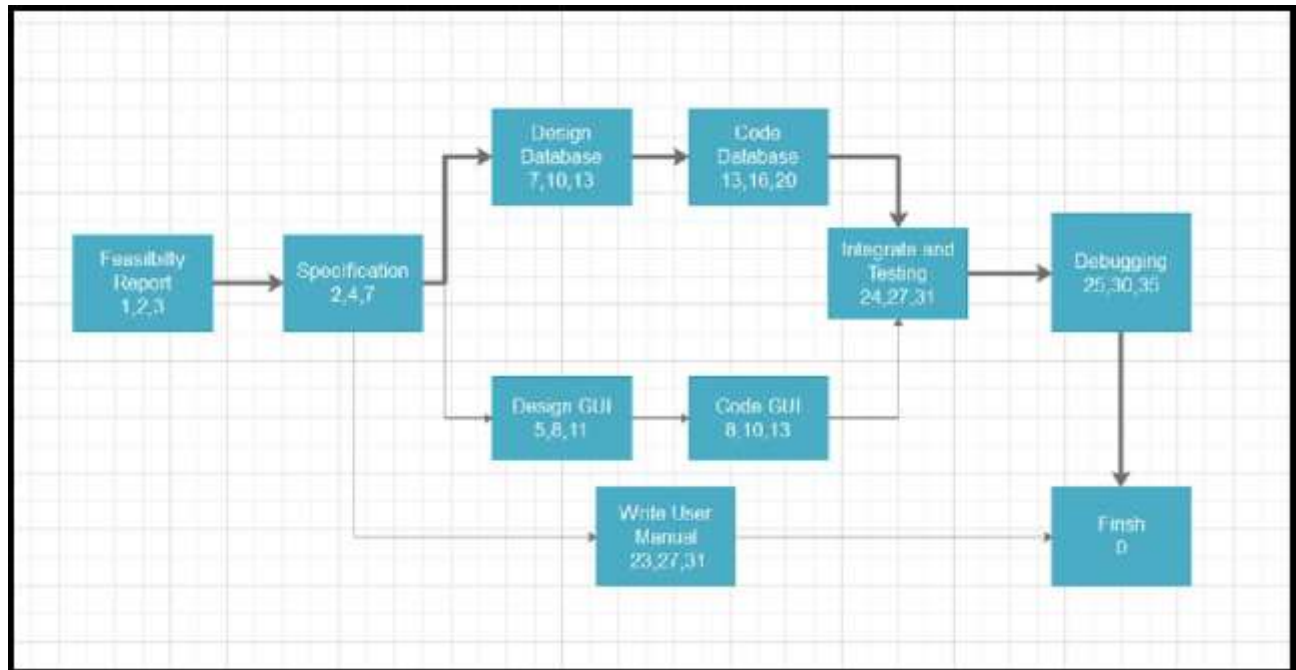 Design
Database
7,10,13
Code
Database
13,16,20
Feasibilty
Report
1,2,3
Specification
2,4,7
Integrate and
Testing
24,27,31
Debugging
25,30,35
Design GUI
5,8,11
Code GUI
8,10,13
Write User
Manual
23,27,31
Finsh
0